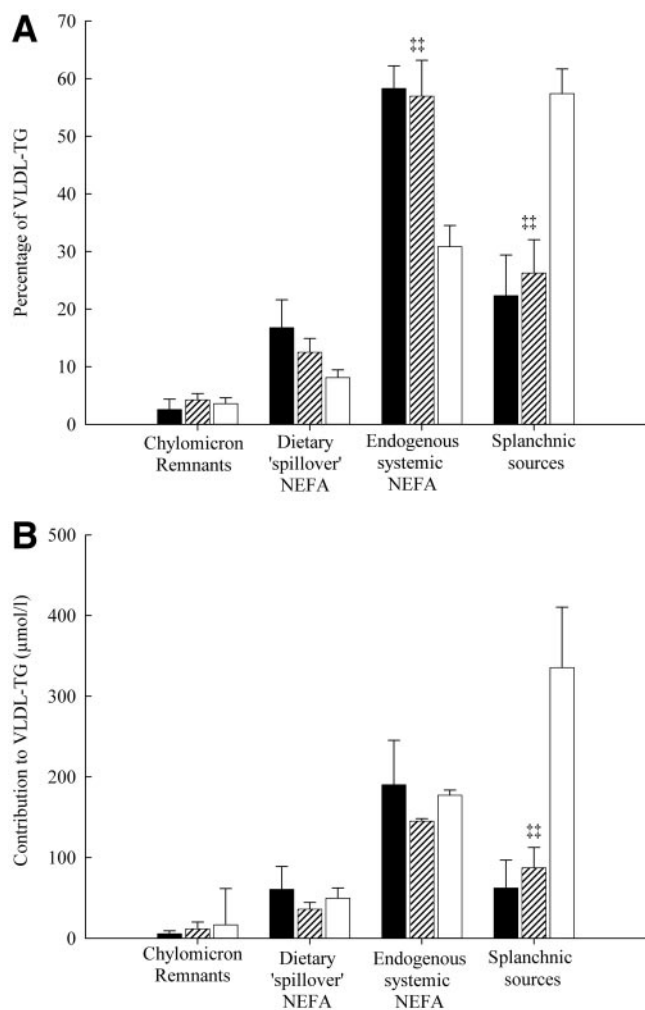 A
70
60
50
40
30
20
10
0
Percentage of VLDL-TG
‡‡
‡‡
Chylomicron
Remnants
Dietary
'spillover'
NEFA
Endogenous
systemic
NEFA
Splanchnic
sources
B
500
400
300
200
100
0
Contribution to VLDL-TG (µmol/l)
‡‡
Chylomicron
Remnants
Dietary
'spillover'
NEFA
Endogenous
systemic
NEFA
Splanchnic
sources